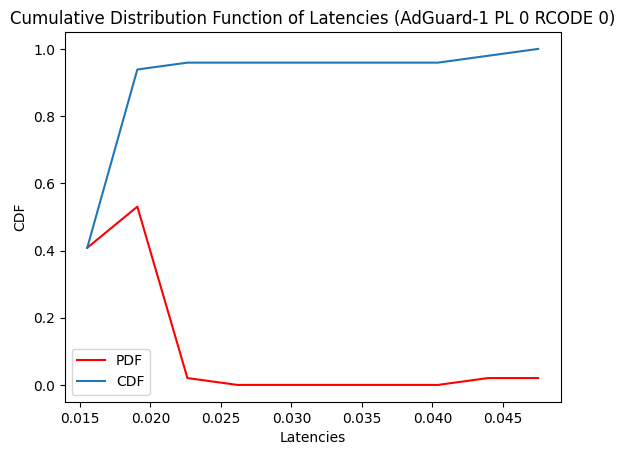 Cumulative Distribution Function of Latencies (AdGuard-1 PL 0 RCODE 0)
1.0
0.8
0.6
0.4
0.2
0.0
CDF
PDF
CDF
0.015 0.020 0.025 0.030 0.035 0.040 0.045
Latencies